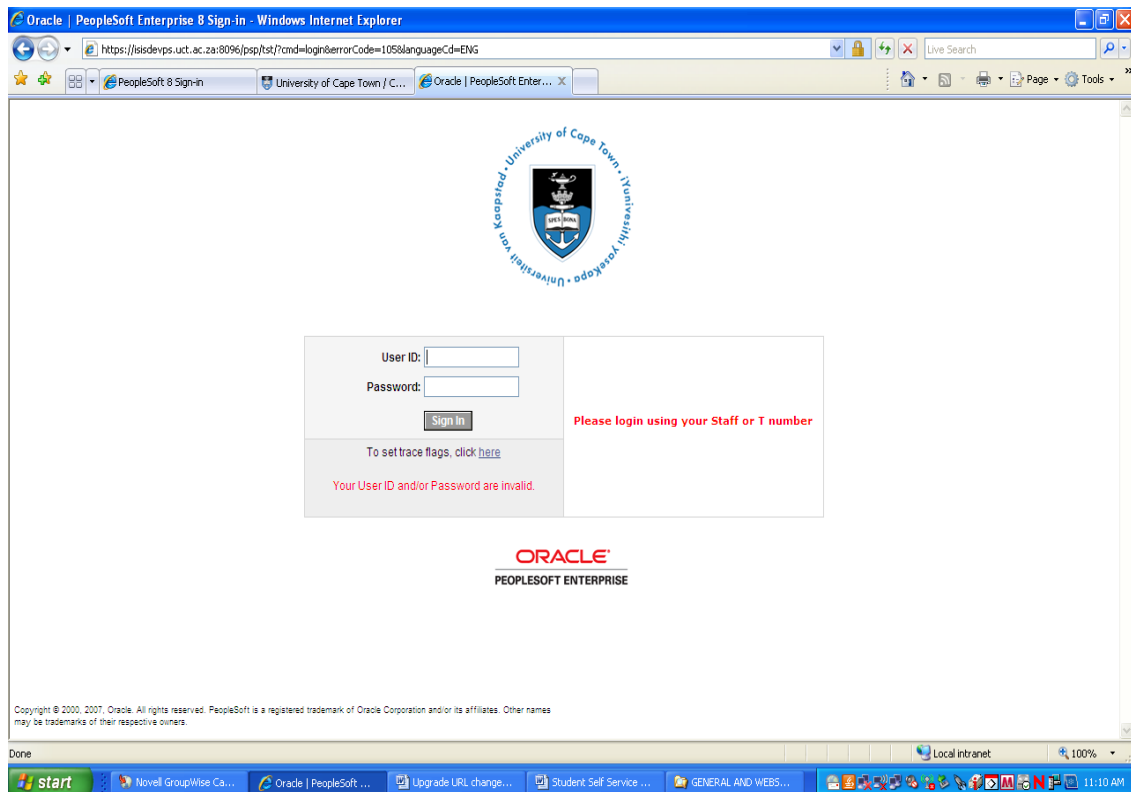 Oracle | PeopleSoft Enterprise 8 Sign-in - Windows Internet Explorer
https://isisdevps.uct.ac.za:8096/psp/tst/?cmd=login&errorCode=105&languageCd=ENG
Live Search
PeopleSoft 8 Sign-in
University of Cape Town / C...
Oracle | PeopleSoft Enter...
Page
Tools
University of Cape Town · iYunivesithi yaseKapa · Universiteit van Kaapstad ·
SPES BONA
User ID:
Password:
Sign In
Please login using your Staff or T number
To set trace flags, click here
Your User ID and/or Password are invalid.
ORACLE
PEOPLESOFT ENTERPRISE
Copyright © 2000, 2007, Oracle. All rights reserved. PeopleSoft is a registered trademark of Oracle Corporation and/or its affiliates. Other names
may be trademarks of their respective owners.
Done
Local intranet
100%
start
Novell GroupWise Ca...
Oracle | PeopleSoft ...
Upgrade URL change...
Student Self Service ...
GENERAL AND WEBS...
11:10 AM